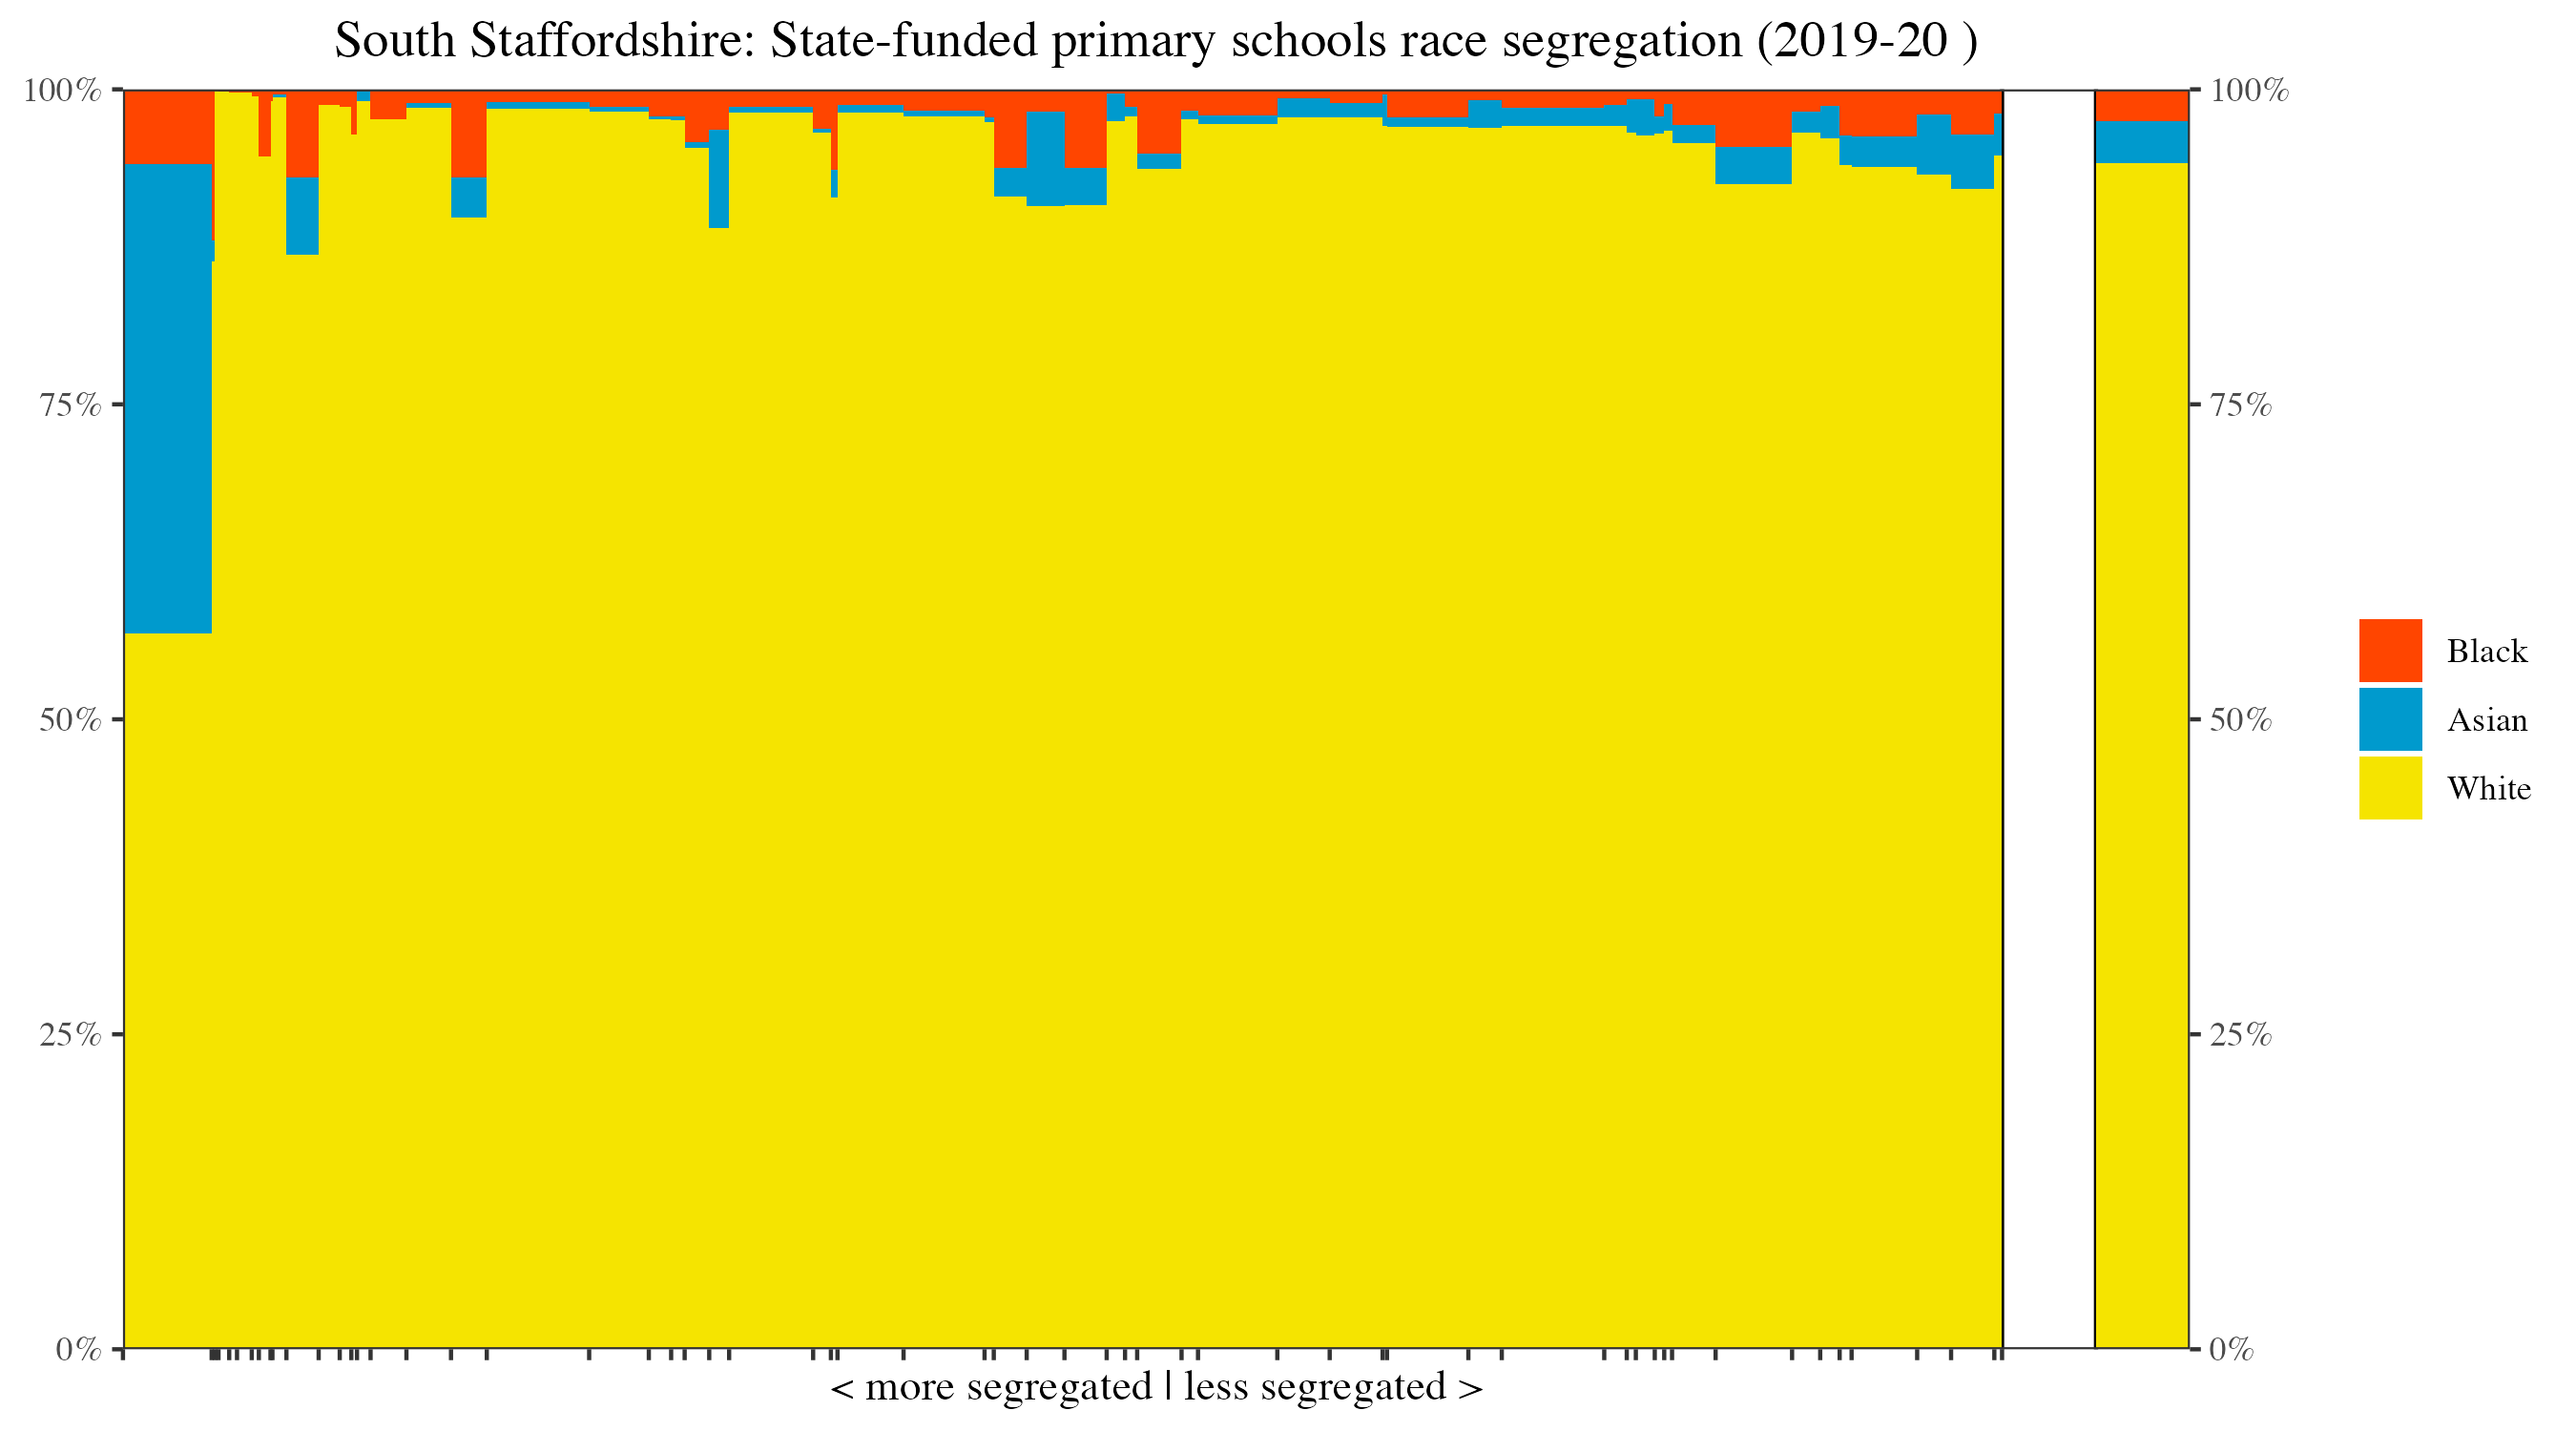 South Staffordshire: State-funded primary schools race segregation (2019-20 )
100%
75%
50%
25%
0%
100%
75%
50%
25%
0%
Black
Asian
White
< more segregated | less segregated >